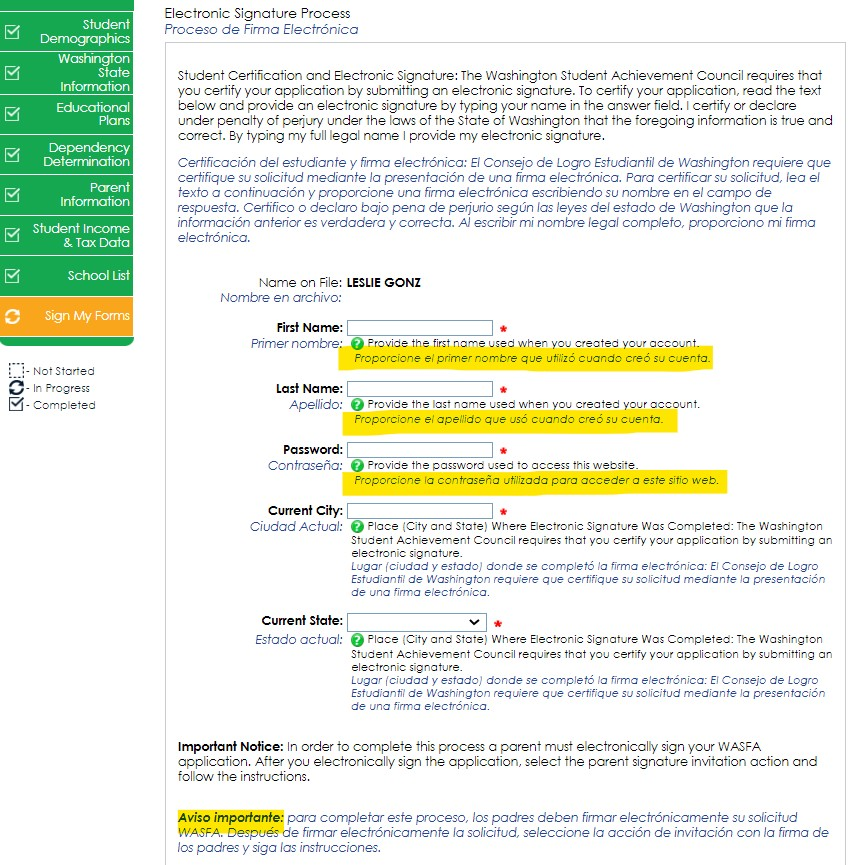 Student
Demographics
Washington
State
Information
Educational
Plans
Dependency
Determination
Parent
Information
Student Income
& Tax Data
School List
Sign My Forms
- Not Started
- In Progress
- Completed
Electronic Signature Process
Proceso de Firma Electrónica
Student Certification and Electronic Signature: The Washington Student Achievement Council requires that
you certify your application by submitting an electronic signature. To certify your application, read the text
below and provide an electronic signature by typing your name in the answer field. I certify or declare
under penalty of perjury under the laws of the State of Washington that the foregoing information is true and
correct. By typing my full legal name I provide my electronic signature.
Certificación del estudiante y firma electrónica: El Consejo de Logro Estudiantil de Washington requiere que
certifique su solicitud mediante la presentación de una firma electrónica. Para certificar su solicitud, lea el
texto a continuación y proporcione una firma electrónica escribiendo su nombre en el campo de
respuesta. Certifico o declaro bajo pena de perjurio según las leyes del estado de Washington que la
información anterior es verdadera y correcta. Al escribir mi nombre legal completo, proporciono mi firma
electrónica.
Name on File: LESLIE GONZ
Nombre en archivo:
First Name: *
Primer nombre: ? Provide the first name used when you created your account.
Proporcione el primer nombre que utilizó cuando creó su cuenta.
Last Name: *
Apellido: ? Provide the last name used when you created your account.
Proporcione el apellido que usó cuando creó su cuenta.
Password: *
Contraseña: ? Provide the password used to access this website.
Proporcione la contraseña utilizada para acceder a este sitio web.
Current City: *
Ciudad Actual: ? Place (City and State) Where Electronic Signature Was Completed: The Washington
Student Achievement Council requires that you certify your application by submitting an
electronic signature.
Lugar (ciudad y estado) donde se completó la firma electrónica: El Consejo de Logro
Estudiantil de Washington requiere que certifique su solicitud mediante la presentación
de una firma electrónica.
Current State: *
Estado actual: ? Place (City and State) Where Electronic Signature Was Completed: The Washington
Student Achievement Council requires that you certify your application by submitting an
electronic signature.
Lugar (ciudad y estado) donde se completó la firma electrónica: El Consejo de Logro
Estudiantil de Washington requiere que certifique su solicitud mediante la presentación
de una firma electrónica.
Important Notice: In order to complete this process a parent must electronically sign your WASFA
application. After you electronically sign the application, select the parent signature invitation action and
follow the instructions.
Aviso importante: para completar este proceso, los padres deben firmar electrónicamente su solicitud
WASFA. Después de firmar electrónicamente la solicitud, seleccione la acción de invitación con la firma de
los padres y siga las instrucciones.